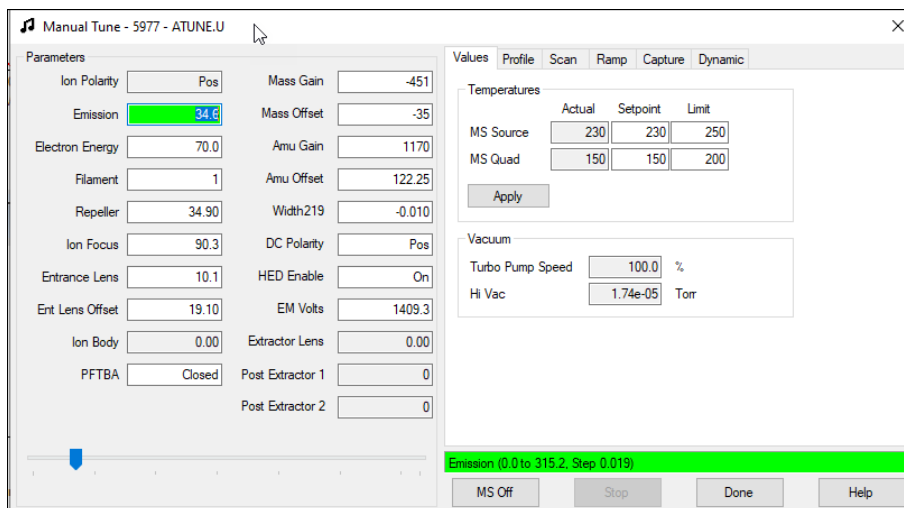 Manual Tune - 5977 - ATUNE.U
Parameters
Ion Polarity Pos
Emission 34.6
Electron Energy 70.0
Filament 1
Repeller 34.90
Ion Focus 90.3
Entrance Lens 10.1
Ent Lens Offset 19.10
Ion Body 0.00
PFTBA Closed
Mass Gain -451
Mass Offset -35
Amu Gain 1170
Amu Offset 122.25
Width219 -0.010
DC Polarity Pos
HED Enable On
EM Volts 1409.3
Extractor Lens 0.00
Post Extractor 1 0
Post Extractor 2 0
Values Profile Scan Ramp Capture Dynamic
Temperatures
Actual Setpoint Limit
MS Source 230 230 250
MS Quad 150 150 200
Apply
Vacuum
Turbo Pump Speed 100.0 %
Hi Vac 1.74e-05 Torr
Emission (0.0 to 315.2, Step 0.019)
MS Off Stop Done Help